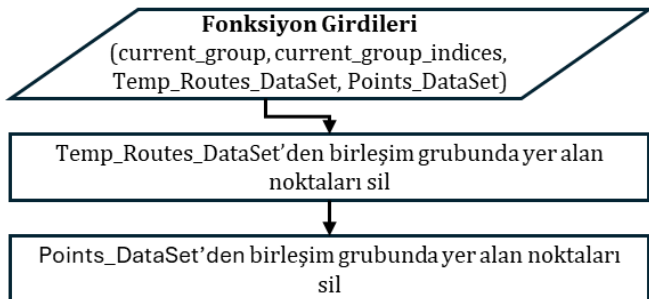 Fonksiyon Girdileri
(current_group, current_group_indices,
Temp_Routes_DataSet, Points_DataSet)
Temp_Routes_DataSet’den birleşim grubunda yer alan
noktaları sil
Points_DataSet’den birleşim grubunda yer alan noktaları
sil